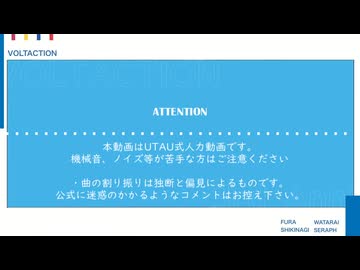 VOLTACTION
VOLTACTION
ATTENTION
本動画はUTAU式人力動画です。
機械音、ノイズ等が苦手な方はご注意ください
・曲の割り振りは独断と偏見によるものです。
公式に迷惑のかかるようなコメントはお控え下さい。
FURA
SHIKINAGI
WATARAI
SERAPH